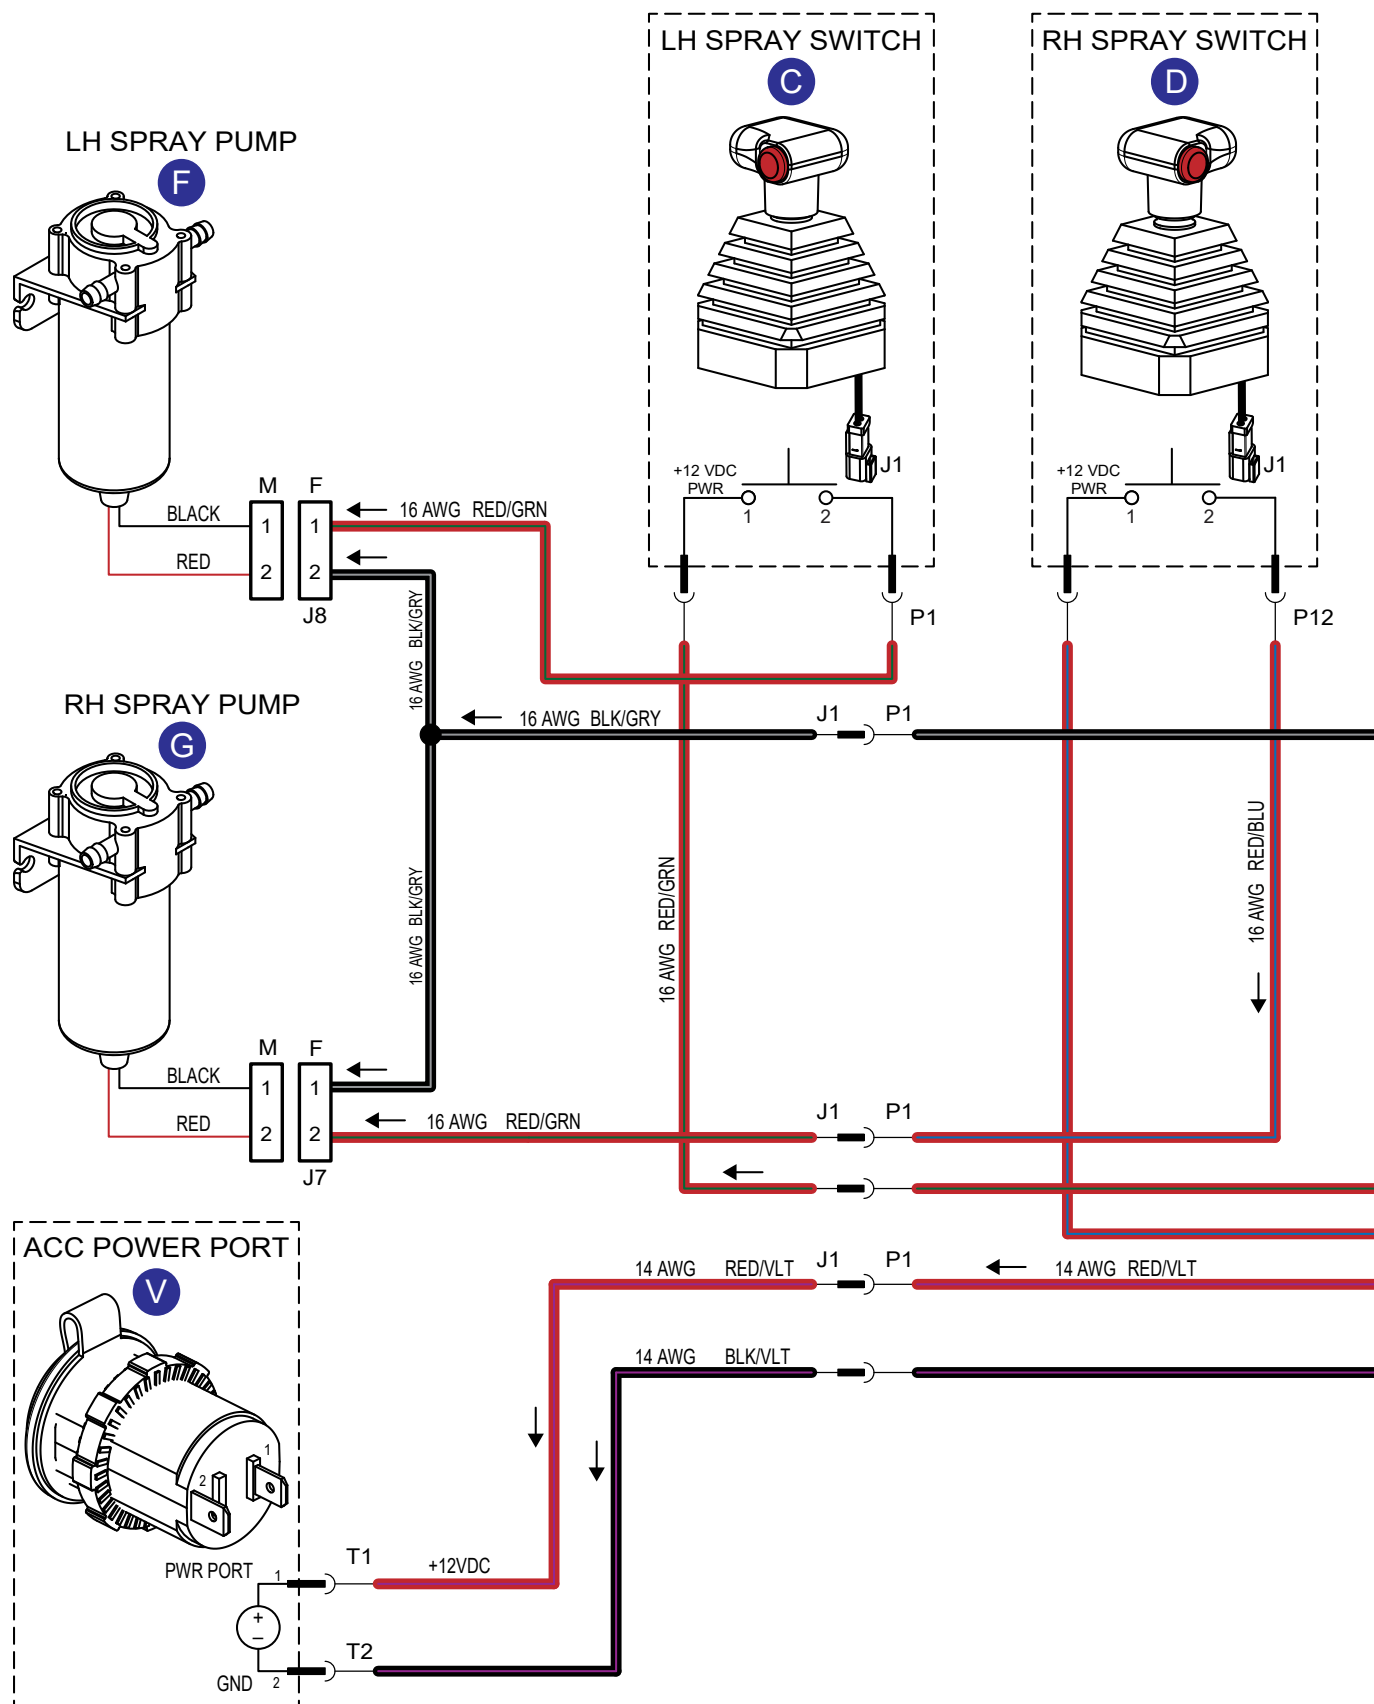 LH SPRAY SWITCH
C
RH SPRAY SWITCH
D
LH SPRAY PUMP
F
J1
+12 VDC
PWR
1
2
J1
+12 VDC
PWR
1
2
M
F
BLACK
1
1
16 AWG RED/GRN
RED
2
2
J8
16 AWG BLK/GRY
P1
P12
RH SPRAY PUMP
G
16 AWG BLK/GRY
J1
P1
16 AWG BLK/GRY
16 AWG RED/GRN
16 AWG RED/BLU
M
F
BLACK
1
1
RED
2
2
16 AWG RED/GRN
J1
P1
J7
ACC POWER PORT
V
14 AWG RED/VLT
J1
P1
14 AWG RED/VLT
14 AWG BLK/VLT
1
2
PWR PORT
1
T1
+12VDC
+
–
GND
2
T2